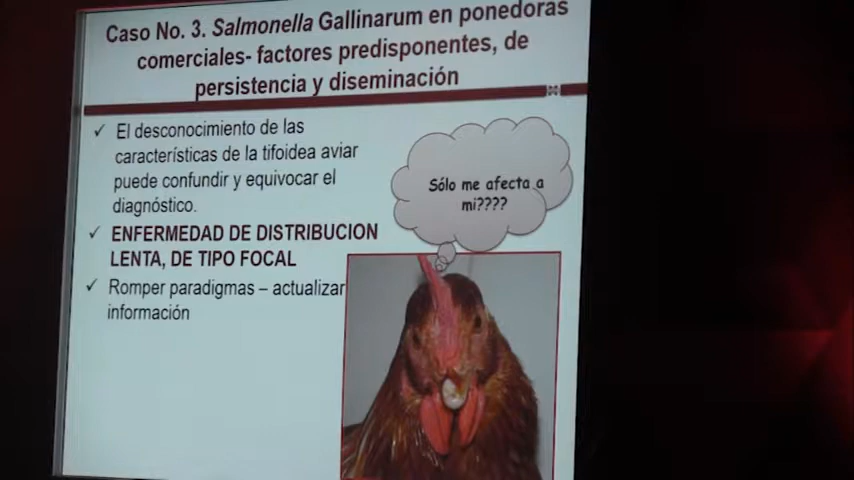 Caso No. 3. Salmonella Gallinarum en ponedoras
comerciales- factores predisponentes, de
persistencia y diseminación
✓ El desconocimiento de las
características de la tifoidea aviar
puede confundir y equivocar el
diagnóstico.
✓ ENFERMEDAD DE DISTRIBUCION
LENTA, DE TIPO FOCAL
✓ Romper paradigmas – actualizar
información
Sólo me afecta a
mi????